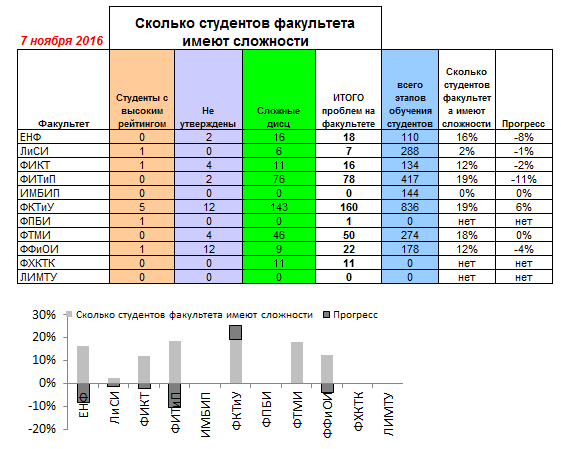 Сколько студентов факультета
имеют сложности
7 ноября 2016
Факультет
Студенты с
высоким
рейтингом
Не
утверждены
Сложные
дисц
ИТОГО
проблем на
факультете
всего
этапов
обучения
студентов
Сколько
студентов
факультет
а имеют
сложности
Прогресс
ЕНФ 0 2 16 18 110 16% -8%
ЛиСИ 1 0 6 7 288 2% -1%
ФИКТ 1 4 11 16 134 12% -2%
ФИТиП 0 2 76 78 417 19% -11%
ИМБИП 0 0 0 0 144 0% 0%
ФКТиУ 5 12 143 160 836 19% 6%
ФПБИ 1 0 0 1 0 нет нет
ФТМИ 0 4 46 50 274 18% 0%
ФФиОИ 1 12 9 22 178 12% -4%
ФХКТК 0 0 11 11 0 нет нет
ЛИМТУ 0 0 0 0 0 нет нет
Сколько студентов факультета имеют сложности Прогресс
30%
20%
10%
0%
-10%
-20%
ЕНФ
ЛиСИ
ФИКТ
ФИТиП
ИМБИП
ФКТиУ
ФПБИ
ФТМИ
ФФиОИ
ФХКТК
ЛИМТУ